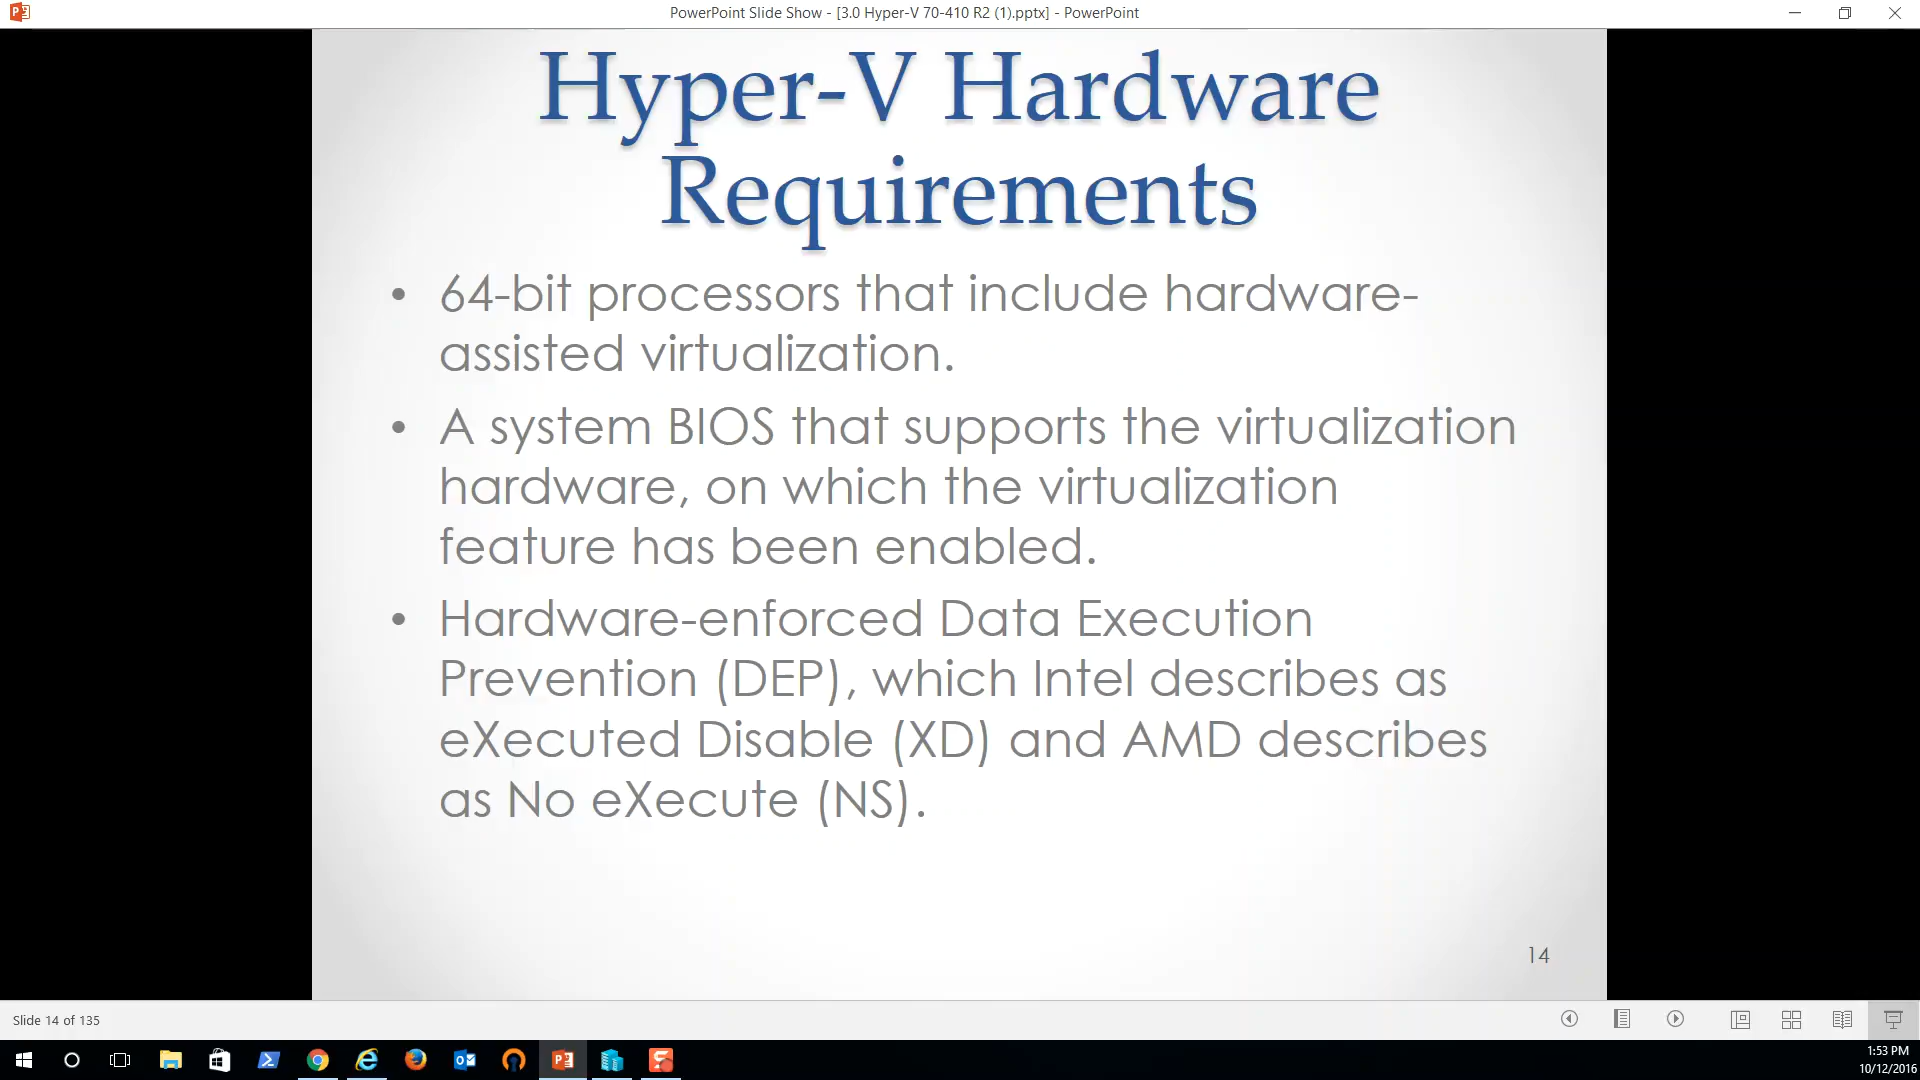 PowerPoint Slide Show - [3.0 Hyper-V 70-410 R2 (1).pptx] - PowerPoint
Hyper-V Hardware
Requirements
• 64-bit processors that include hardware-
assisted virtualization.
• A system BIOS that supports the virtualization
hardware, on which the virtualization
feature has been enabled.
• Hardware-enforced Data Execution
Prevention (DEP), which Intel describes as
eXecuted Disable (XD) and AMD describes
as No eXecute (NS).
14
Slide 14 of 135
1:53 PM
10/12/2016